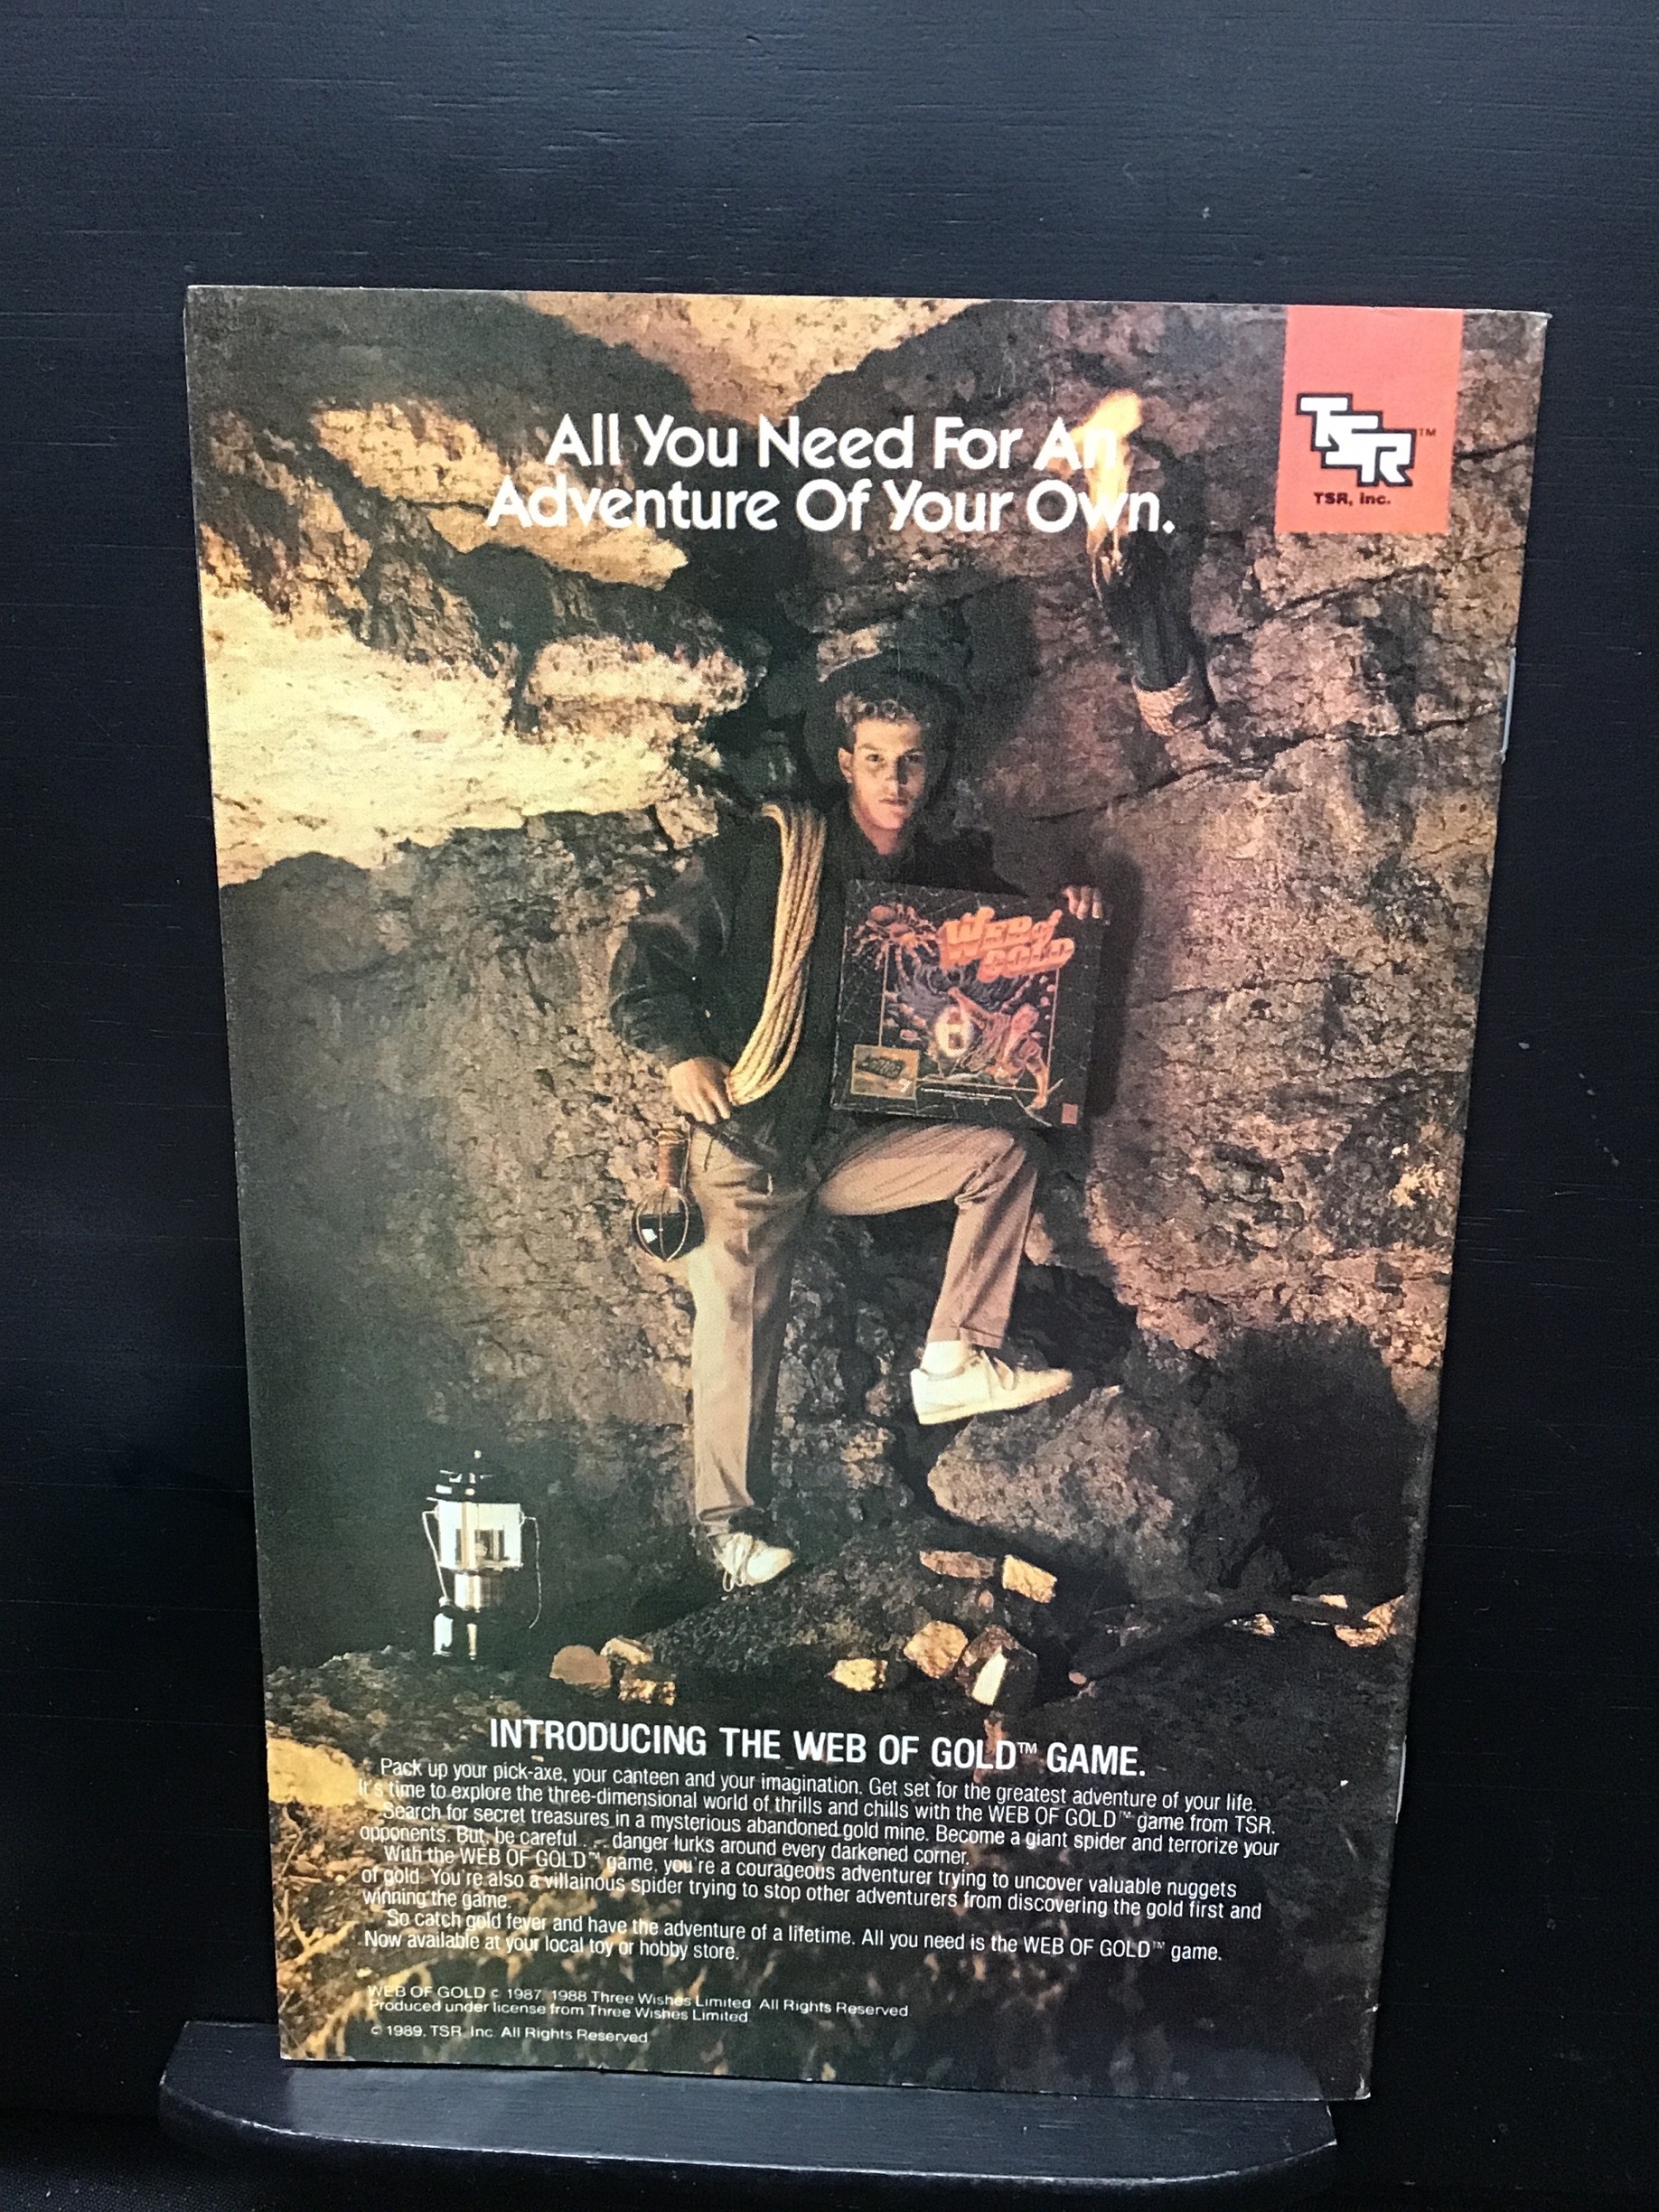 All You Need For An
Adventure Of Your Own.
TSR™
TSR, Inc.
WEB of
GOLD
INTRODUCING THE WEB OF GOLD™ GAME.
Pack up your pick-axe, your canteen and your imagination. Get set for the greatest adventure of your life.
It's time to explore the three-dimensional world of thrills and chills with the WEB OF GOLD™ game from TSR.
Search for secret treasures in a mysterious abandoned gold mine. Become a giant spider and terrorize your
opponents. But, be careful . . . danger lurks around every darkened corner.
With the WEB OF GOLD™ game, you're a courageous adventurer trying to uncover valuable nuggets
of gold. You're also a villainous spider trying to stop other adventurers from discovering the gold first and
winning the game.
So catch gold fever and have the adventure of a lifetime. All you need is the WEB OF GOLD™ game.
Now available at your local toy or hobby store.
WEB OF GOLD © 1987, 1988 Three Wishes Limited All Rights Reserved
Produced under license from Three Wishes Limited
© 1989, TSR, Inc. All Rights Reserved